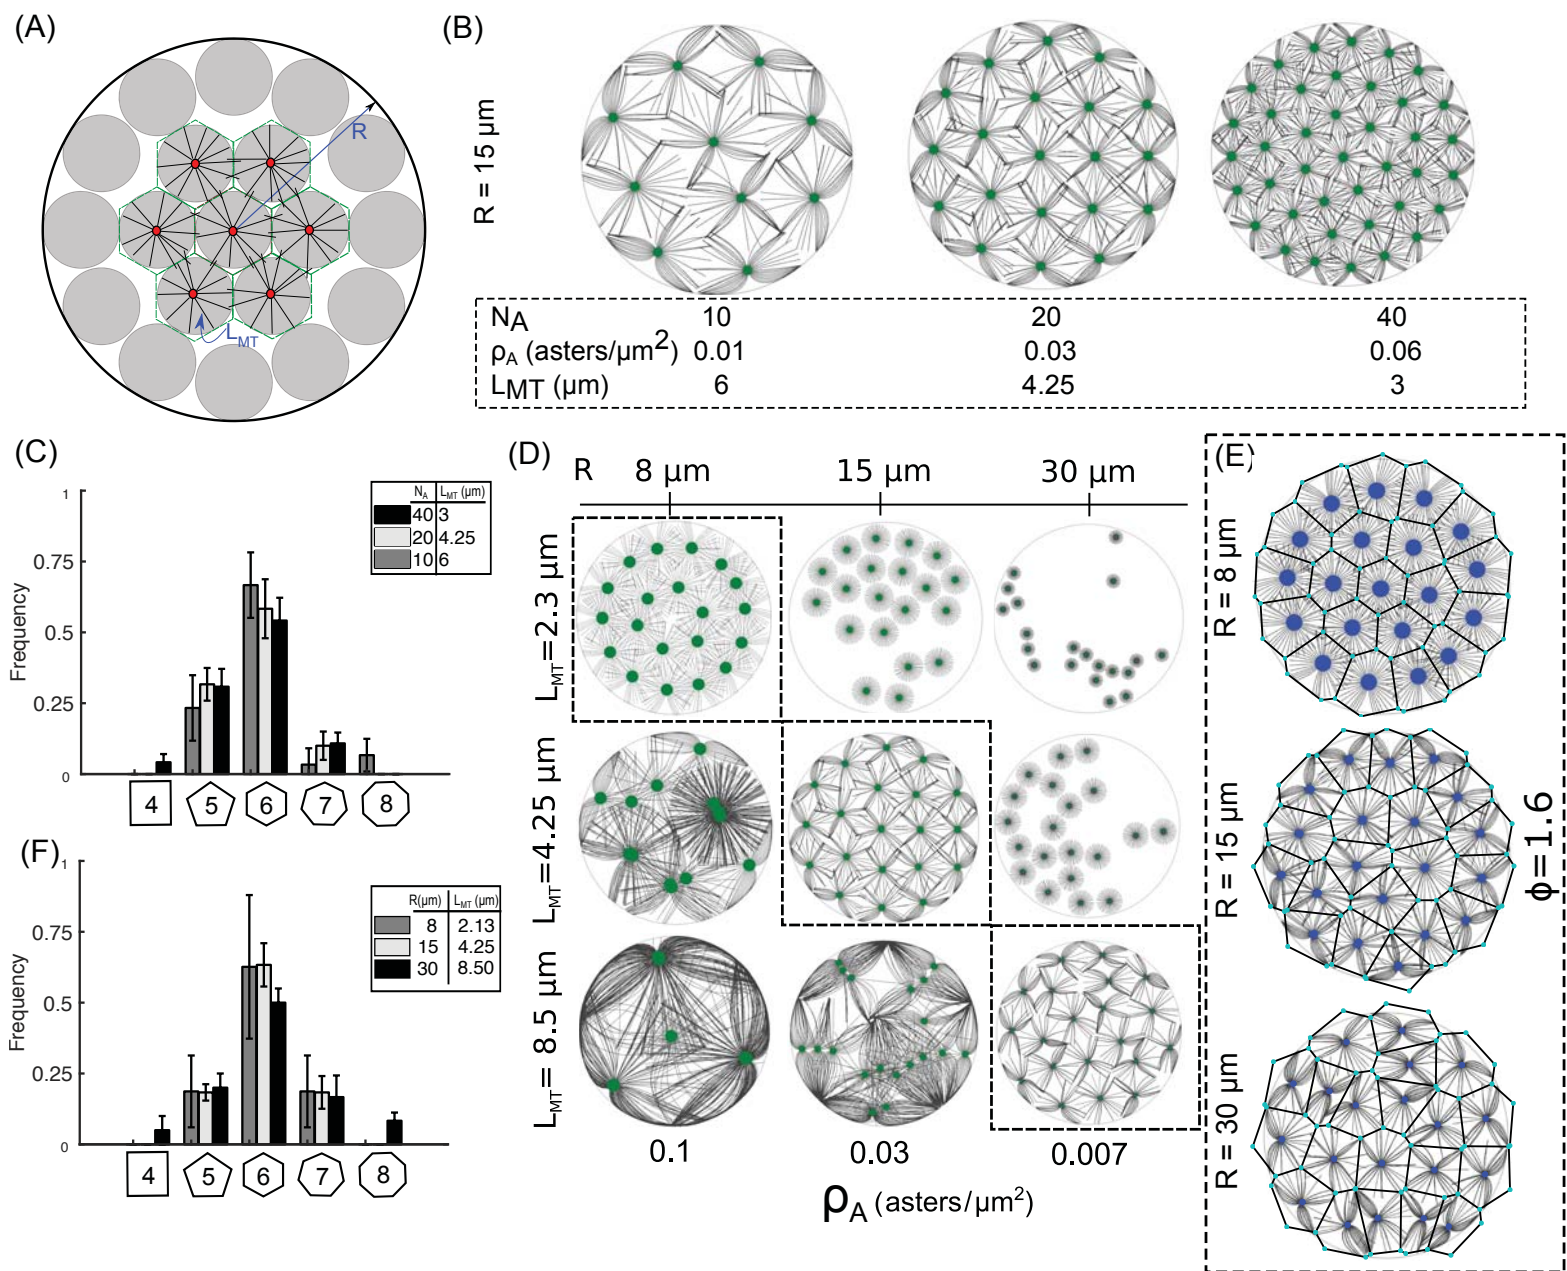 (A)
R
L_MT
(B)
R = 15 μm
N_A 10 20 40
ρ_A (asters/μm²) 0.01 0.03 0.06
L_MT (μm) 6 4.25 3
(C)
Frequency
1
0.75
0.5
0.25
0
N_A L_MT (μm)
40 3
20 4.25
10 6
4 5 6 7 8
(D)
R 8 μm 15 μm 30 μm
L_MT=2.3 μm
L_MT=4.25 μm
L_MT= 8.5 μm
0.1 0.03 0.007
ρ_A (asters/μm²)
(E)
R = 8 μm
R = 15 μm
R = 30 μm
ϕ=1.6
(F)
Frequency
1
0.75
0.5
0.25
0
R(μm) L_MT (μm)
8 2.13
15 4.25
30 8.50
4 5 6 7 8